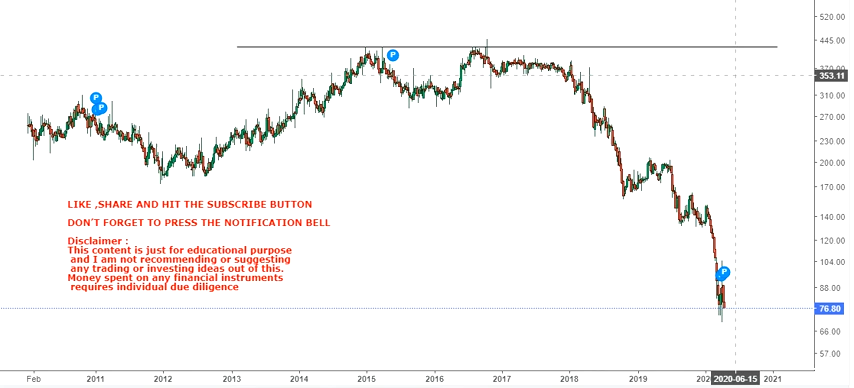 520.00
445.00
370.00
353.11
310.00
270.00
230.00
200.00
170.00
140.00
120.00
104.00
88.00
76.80
66.00
57.00
P
P
P
P
LIKE ,SHARE AND HIT THE SUBSCRIBE BUTTON
DON'T FORGET TO PRESS THE NOTIFICATION BELL
Disclaimer :
This content is just for educational purpose
and I am not recommending or suggesting
any trading or investing ideas out of this.
Money spent on any financial instruments
requires individual due diligence
Feb 2011 2012 2013 2014 2015 2016 2017 2018 2019 2020-06-15 2021